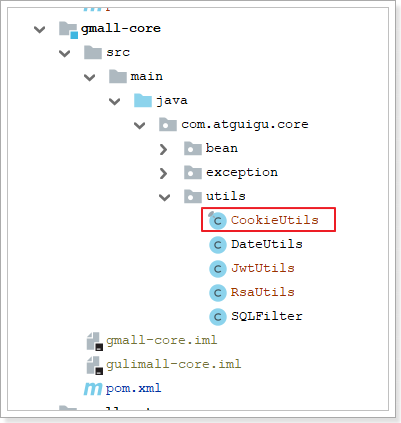 gmall-core
src
main
java
com.atguigu.core
bean
exception
utils
CookieUtils
DateUtils
JwtUtils
RsaUtils
SQLFilter
gmall-core.iml
gulimall-core.iml
pom.xml